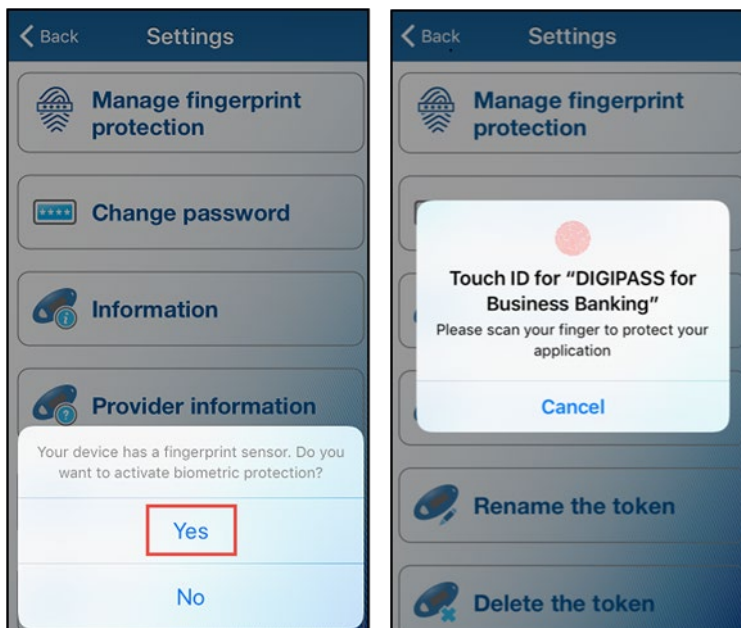 Back
Settings
Manage fingerprint
protection
****
Change password
Information
Provider information
Your device has a fingerprint sensor. Do you
want to activate biometric protection?
Yes
No
Back
Settings
Manage fingerprint
protection
Touch ID for “DIGIPASS for
Business Banking”
Please scan your finger to protect your
application
Cancel
Rename the token
Delete the token